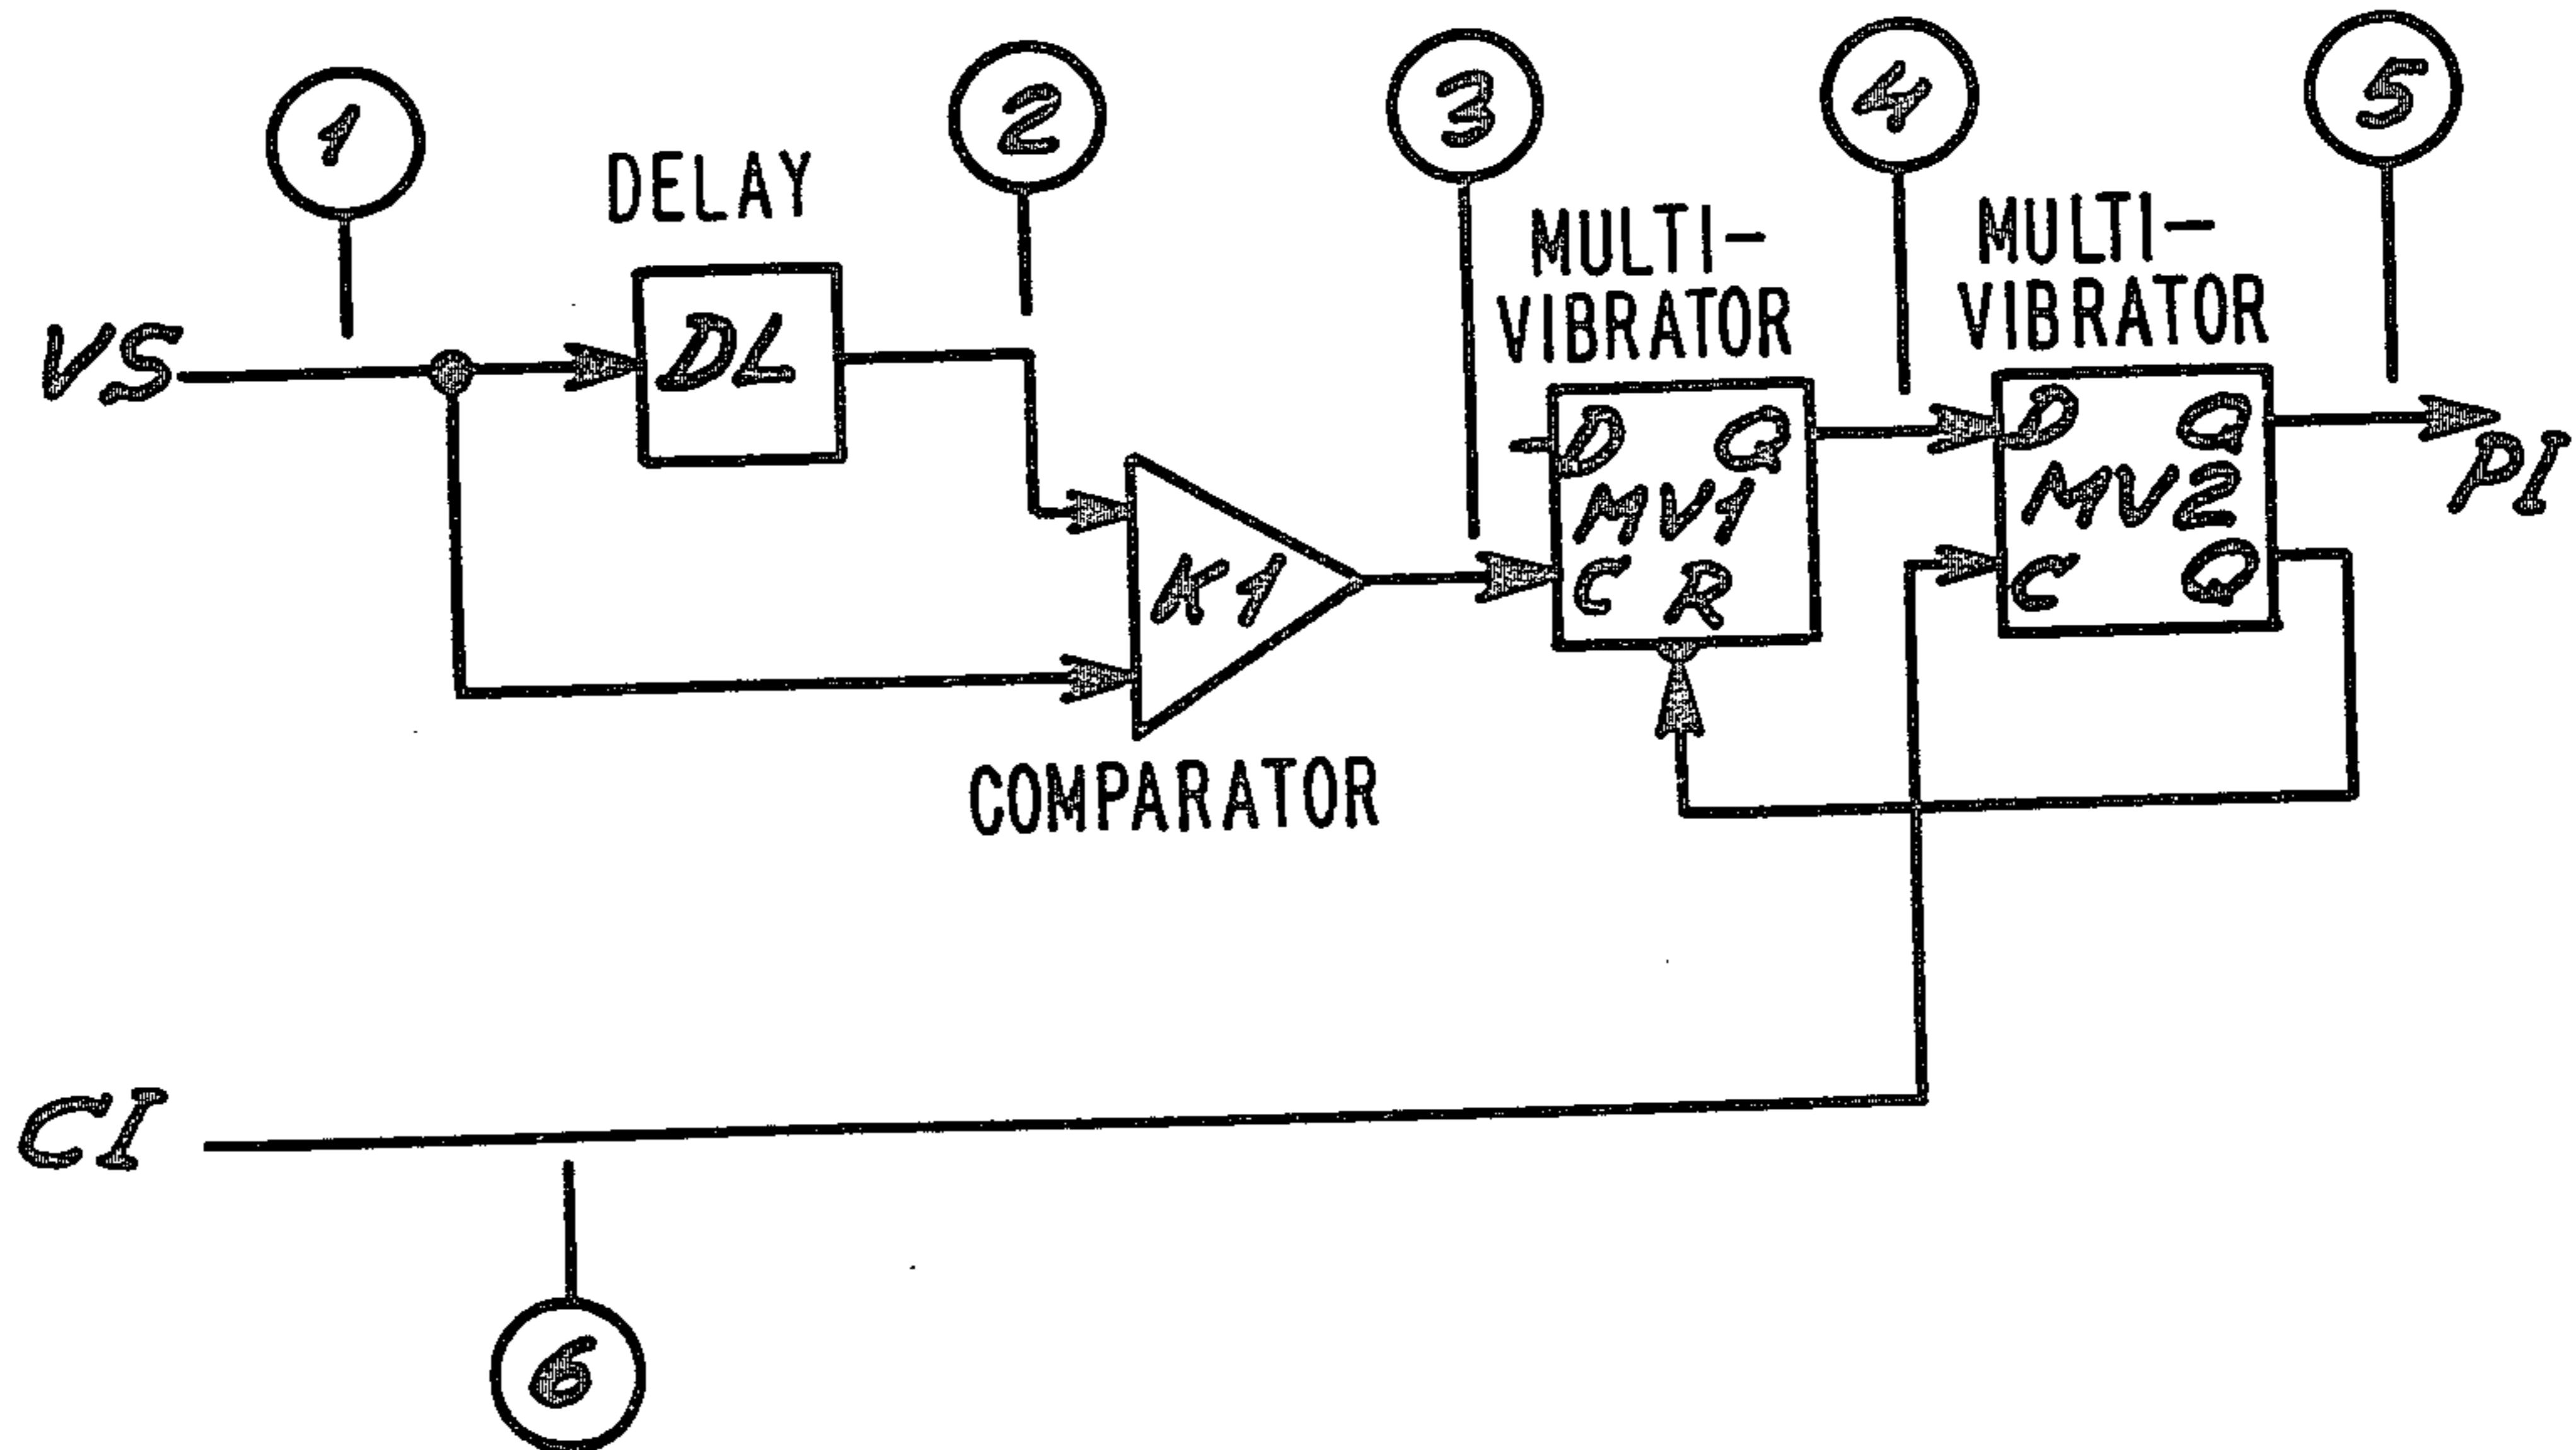 1
2
3
4
5
DELAY
MULTI-
VIBRATOR
MULTI-
VIBRATOR
VS
DL
D Q
MV1
C R
D Q
MV2
C Q
PI
K1
COMPARATOR
CI
6